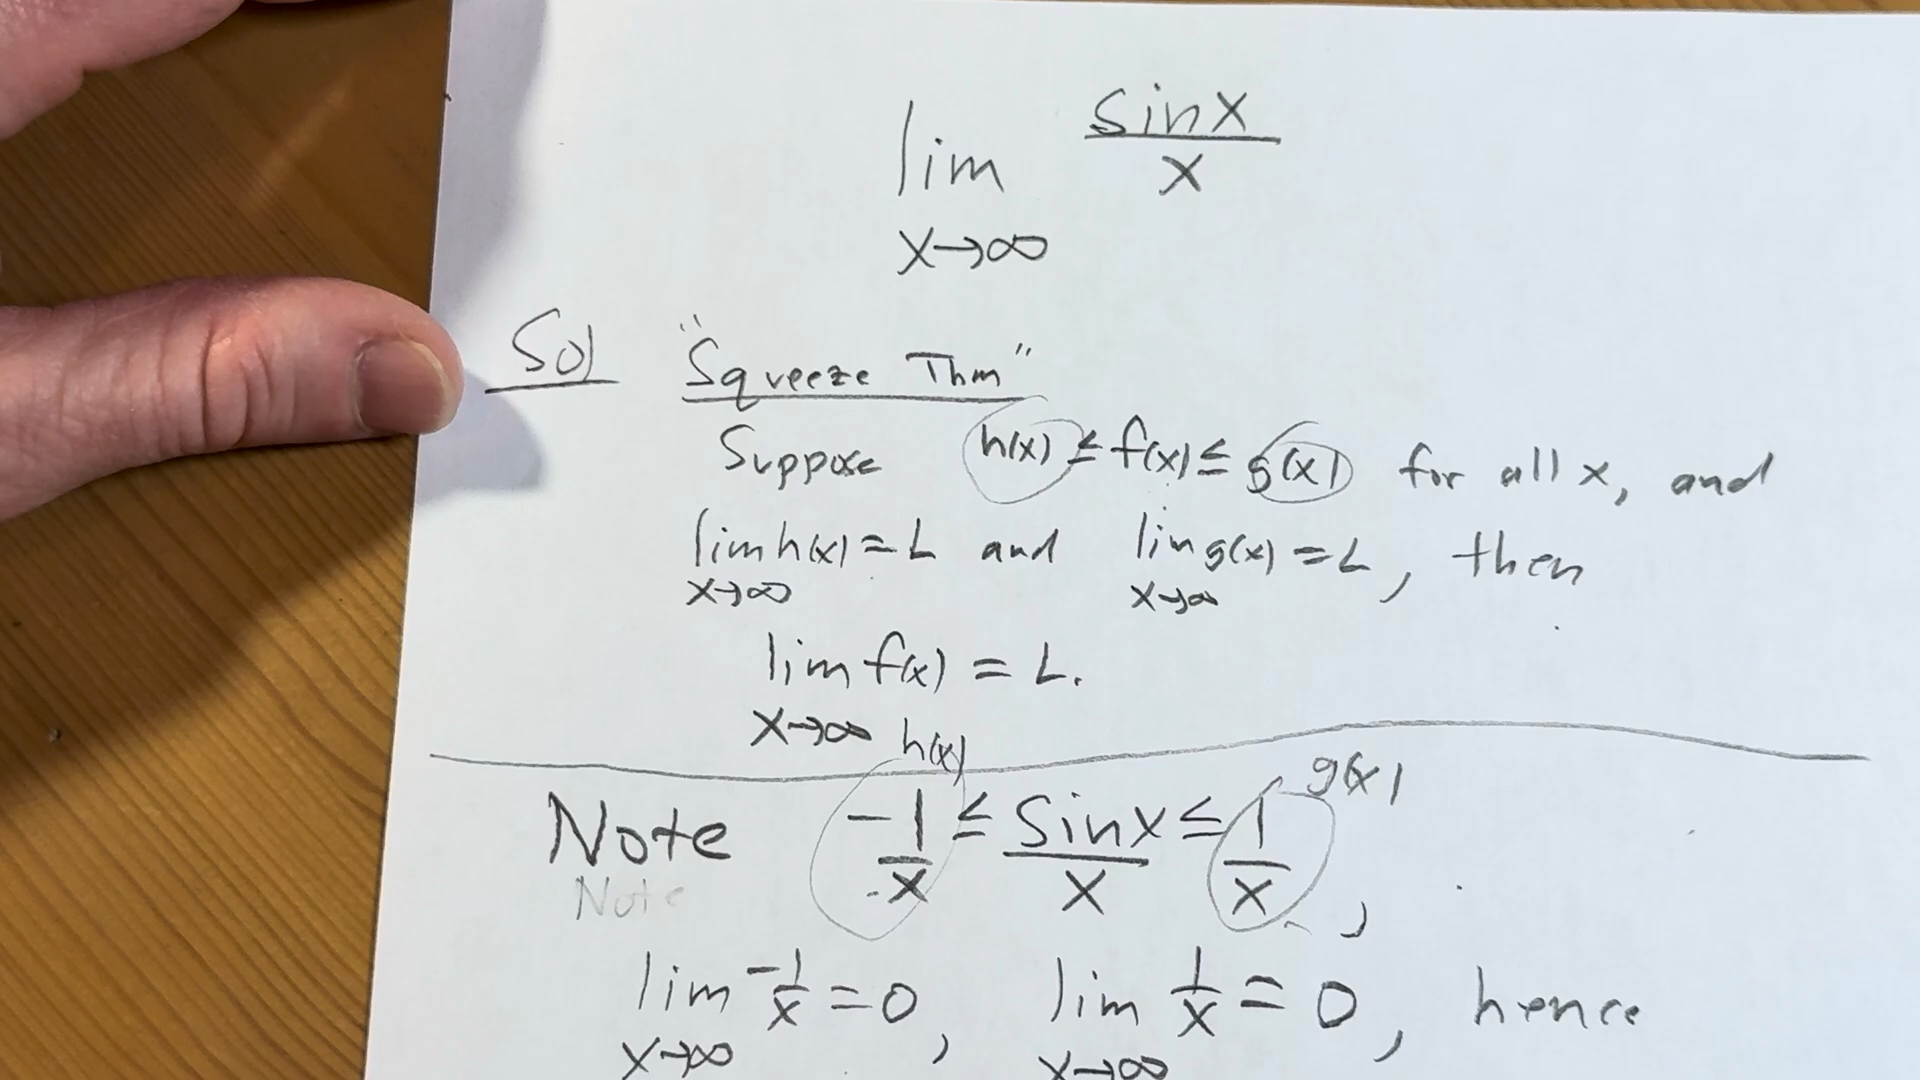 lim sinx/x
x→∞
Sol "Squeeze Thm"
Suppose h(x) ≤ f(x) ≤ g(x) for all x, and
lim h(x) = L and lim g(x) = L, then
x→∞ x→∞
lim f(x) = L.
x→∞
h(x) g(x)
Note -1/x ≤ sinx/x ≤ 1/x,
Note
lim -1/x = 0, lim 1/x = 0, hence
x→∞ x→∞